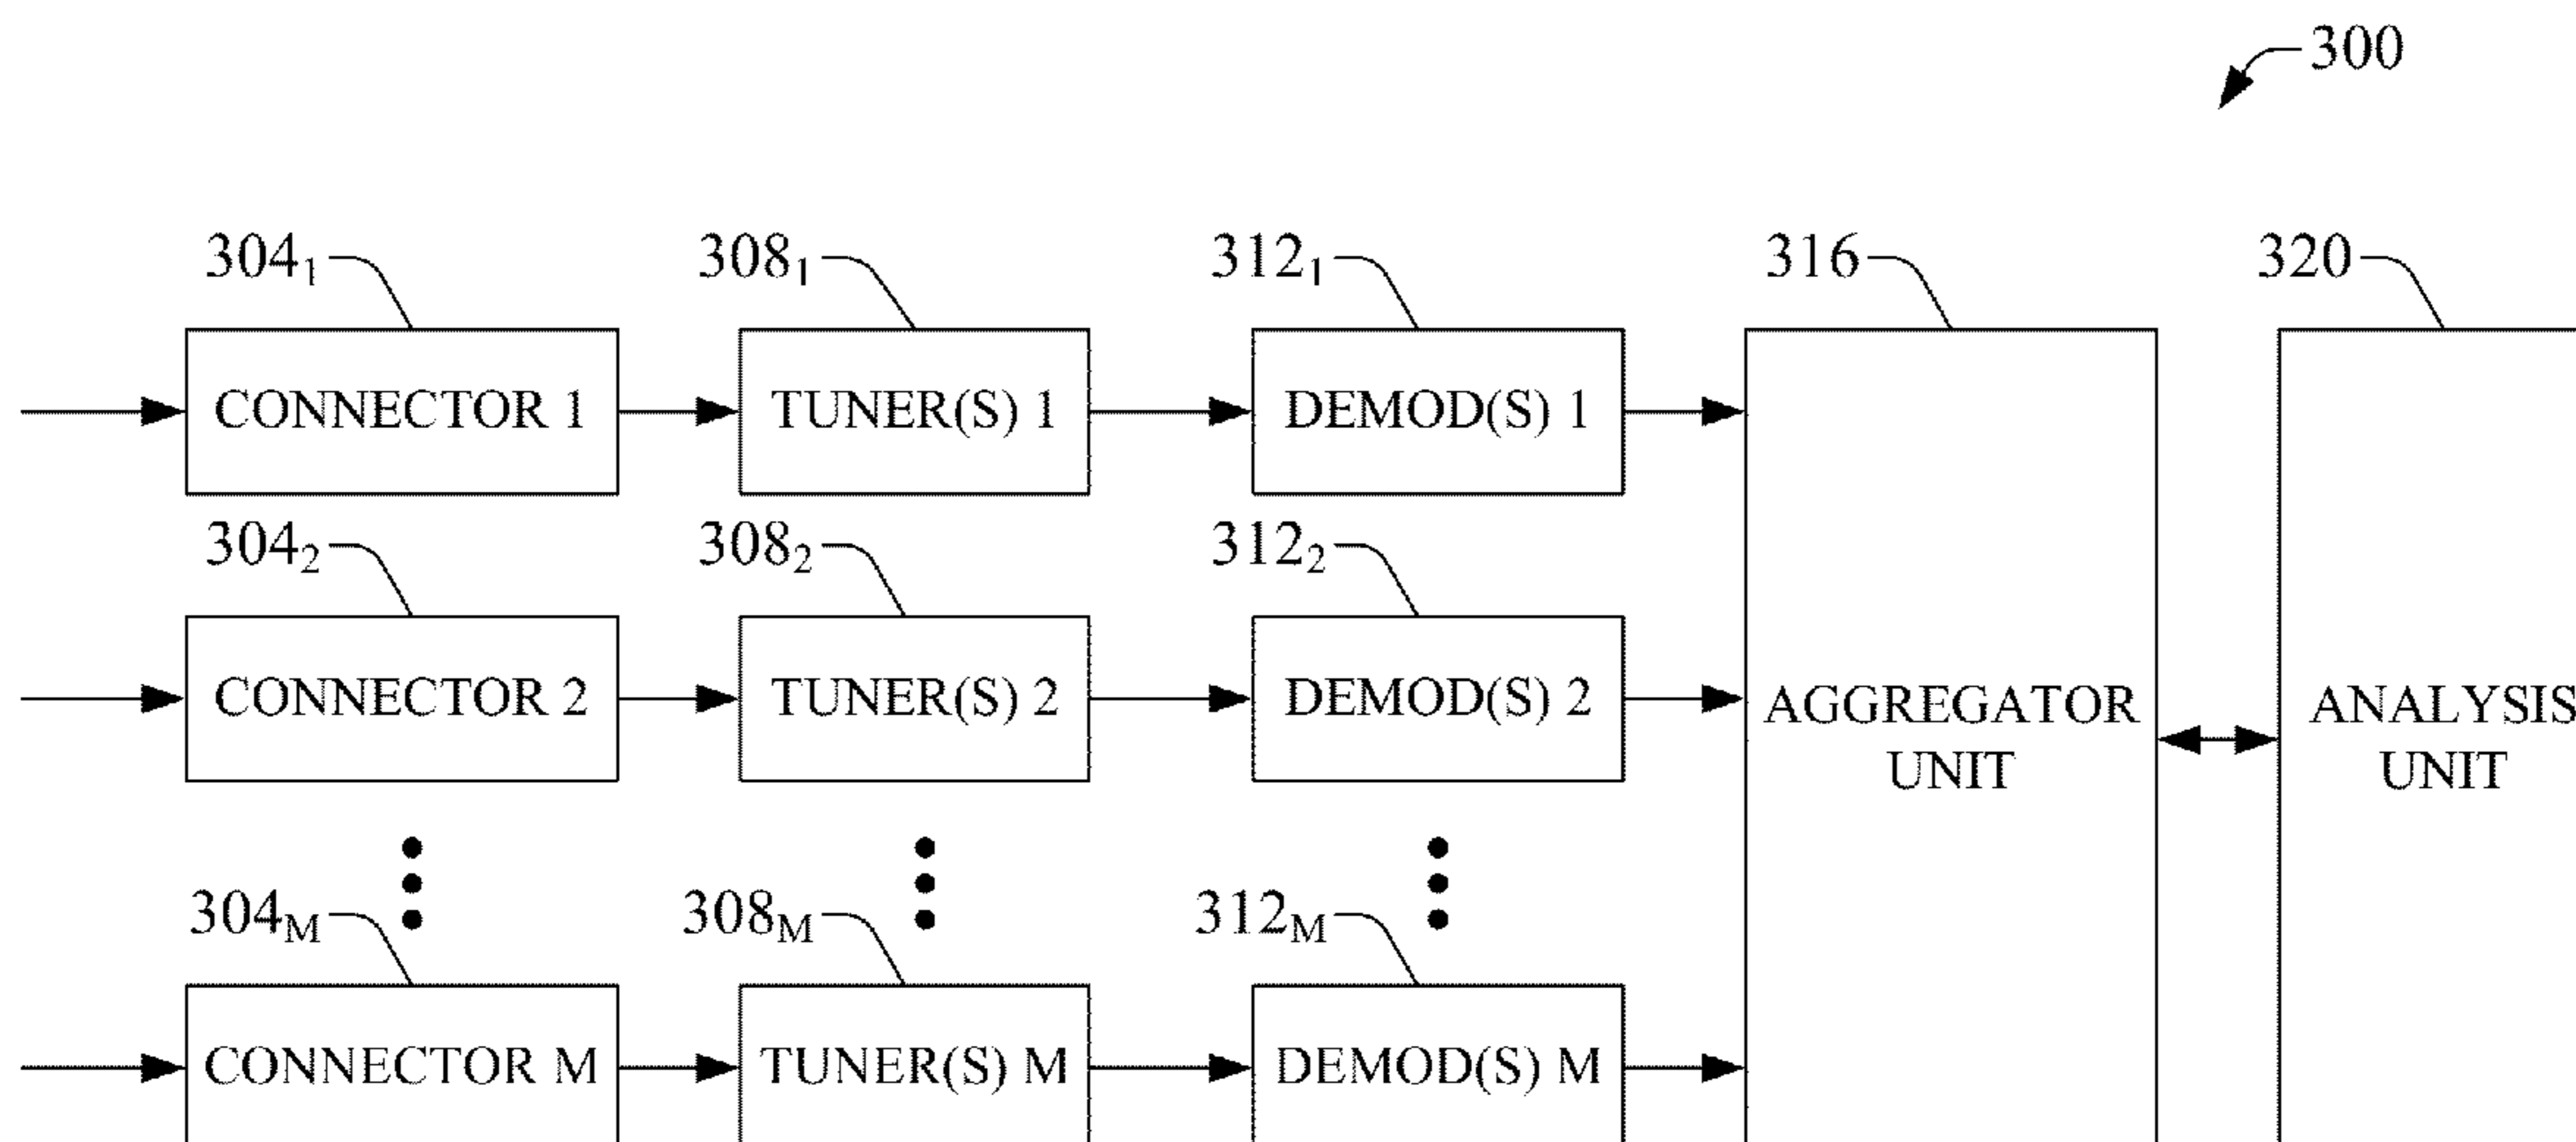 300
304₁ 308₁ 312₁ 316 320
CONNECTOR 1 TUNER(S) 1 DEMOD(S) 1
304₂ 308₂ 312₂
CONNECTOR 2 TUNER(S) 2 DEMOD(S) 2
AGGREGATOR ANALYSIS
UNIT UNIT
304M 308M 312M
CONNECTOR M TUNER(S) M DEMOD(S) M